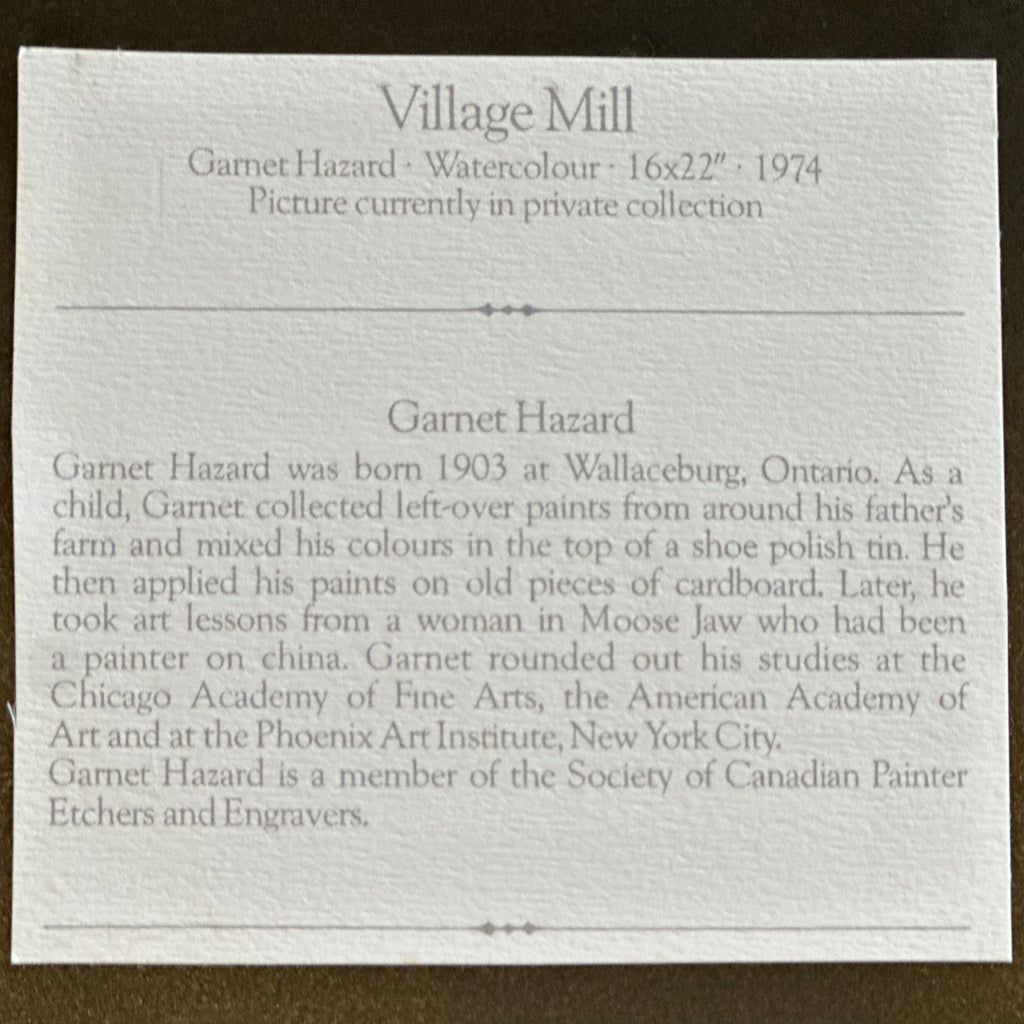 Village Mill
Garnet Hazard · Watercolour · 16x22" · 1974
Picture currently in private collection
Garnet Hazard
Garnet Hazard was born 1903 at Wallaceburg, Ontario. As a
child, Garnet collected left-over paints from around his father's
farm and mixed his colours in the top of a shoe polish tin. He
then applied his paints on old pieces of cardboard. Later, he
took art lessons from a woman in Moose Jaw who had been
a painter on china. Garnet rounded out his studies at the
Chicago Academy of Fine Arts, the American Academy of
Art and at the Phoenix Art Institute, New York City.
Garnet Hazard is a member of the Society of Canadian Painter
Etchers and Engravers.